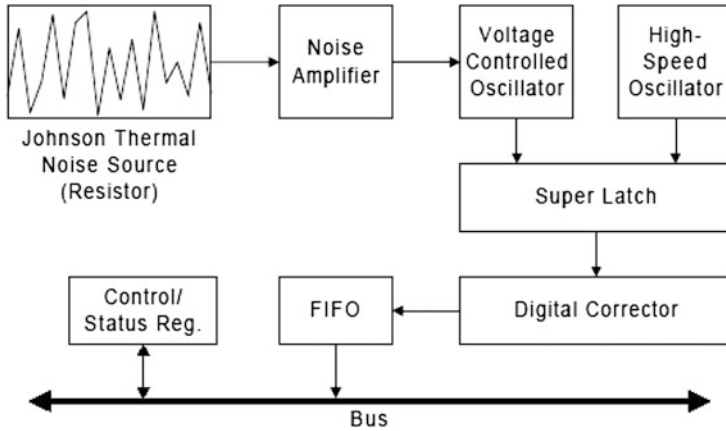 Johnson Thermal
Noise Source
(Resistor)
Noise
Amplifier
Voltage
Controlled
Oscillator
High-
Speed
Oscillator
Super Latch
Digital Corrector
FIFO
Control/
Status Reg.
Bus